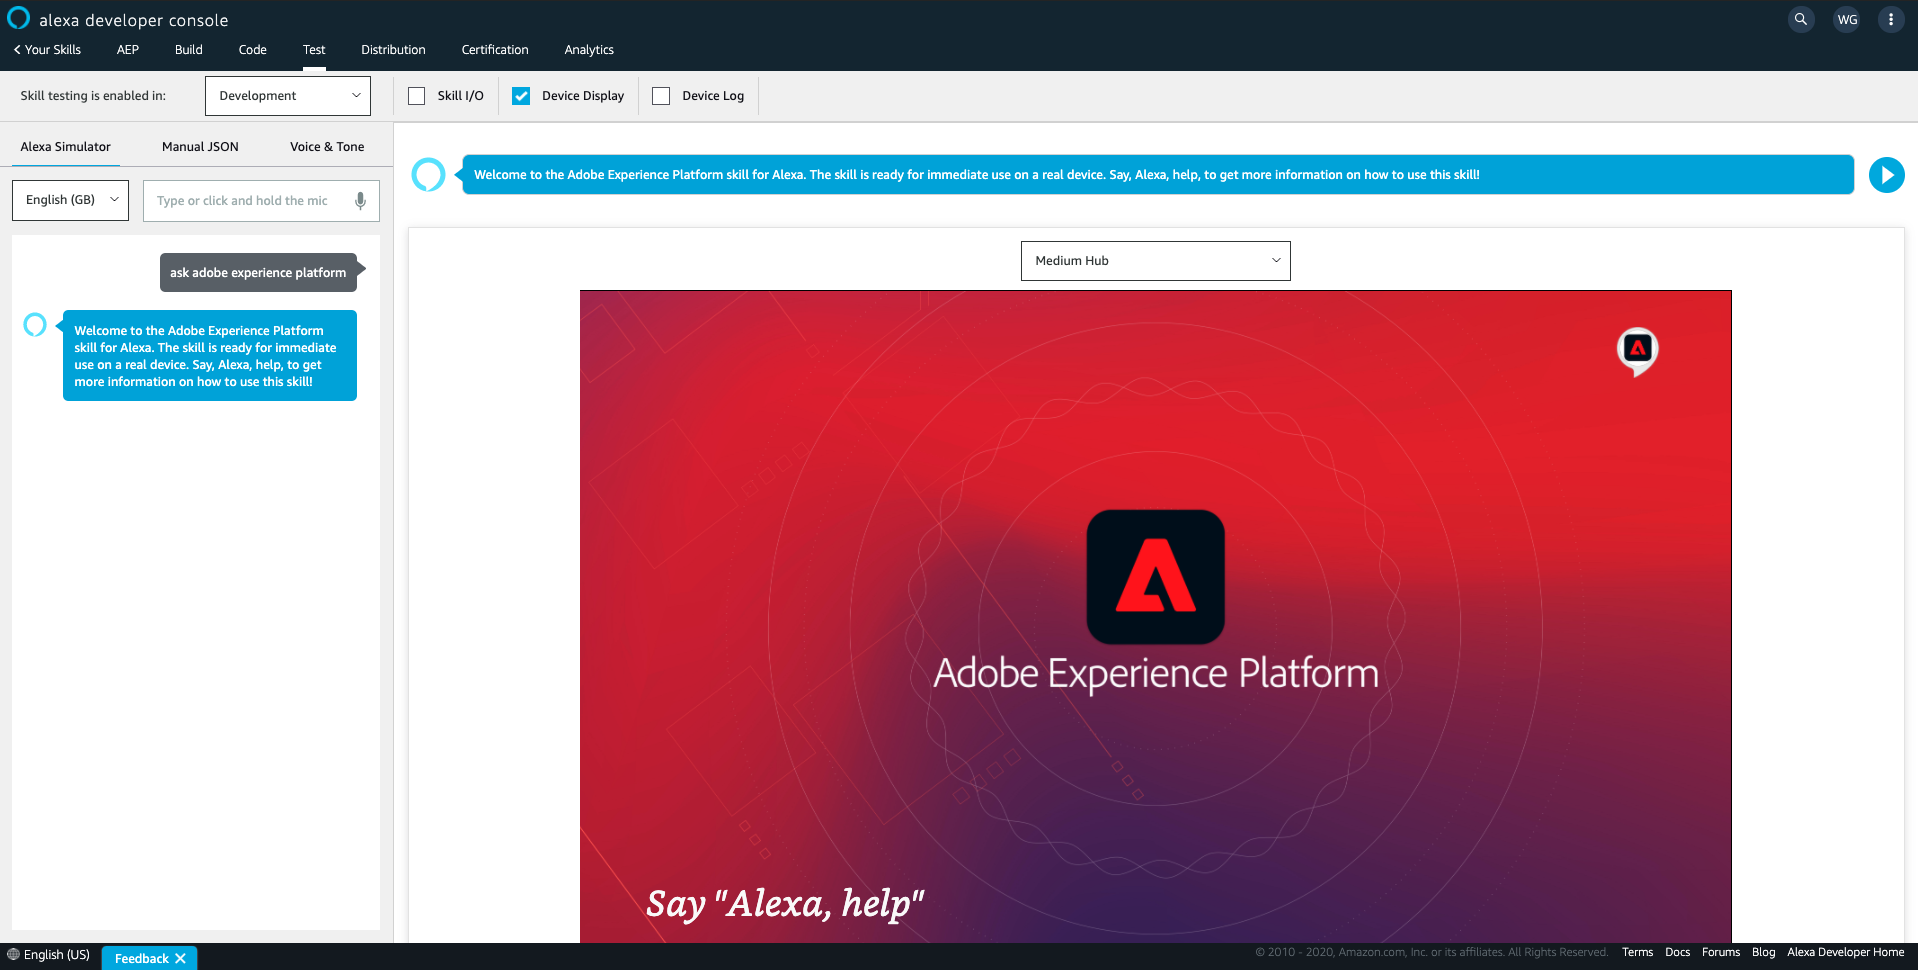 alexa developer console
WG
Your Skills AEP Build Code Test Distribution Certification Analytics
Skill testing is enabled in: Development Skill I/O Device Display Device Log
Alexa Simulator Manual JSON Voice & Tone
English (GB) Type or click and hold the mic
ask adobe experience platform
Welcome to the Adobe Experience Platform
skill for Alexa. The skill is ready for immediate
use on a real device. Say, Alexa, help, to get
more information on how to use this skill!
Welcome to the Adobe Experience Platform skill for Alexa. The skill is ready for immediate use on a real device. Say, Alexa, help, to get more information on how to use this skill!
Medium Hub
Adobe Experience Platform
Say "Alexa, help"
English (US) Feedback
© 2010 - 2020, Amazon.com, Inc. or its affiliates. All Rights Reserved. Terms Docs Forums Blog Alexa Developer Home